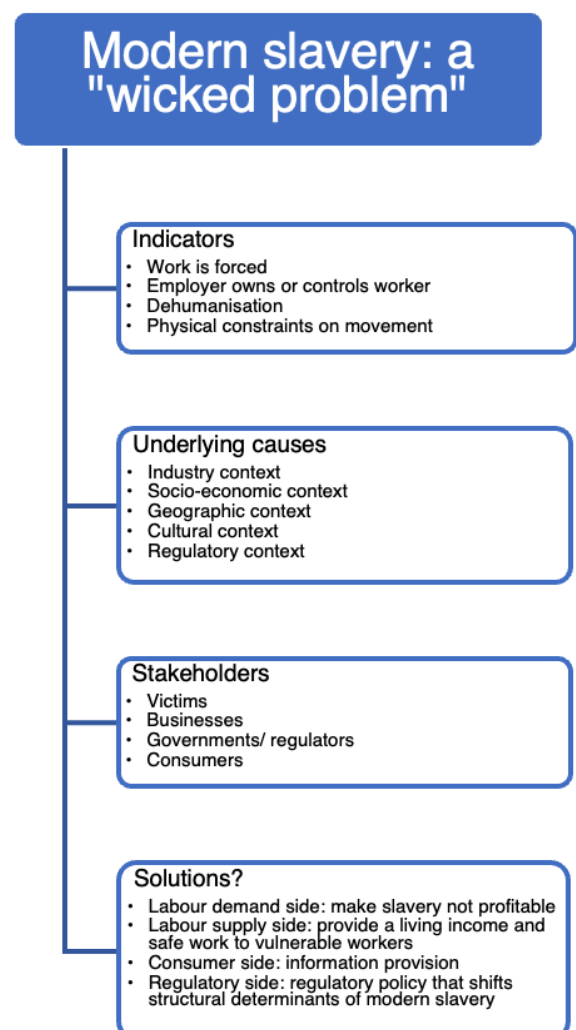 Modern slavery: a
"wicked problem"
Indicators
• Work is forced
• Employer owns or controls worker
• Dehumanisation
• Physical constraints on movement
Underlying causes
• Industry context
• Socio-economic context
• Geographic context
• Cultural context
• Regulatory context
Stakeholders
• Victims
• Businesses
• Governments/ regulators
• Consumers
Solutions?
• Labour demand side: make slavery not profitable
• Labour supply side: provide a living income and
safe work to vulnerable workers
• Consumer side: information provision
• Regulatory side: regulatory policy that shifts
structural determinants of modern slavery